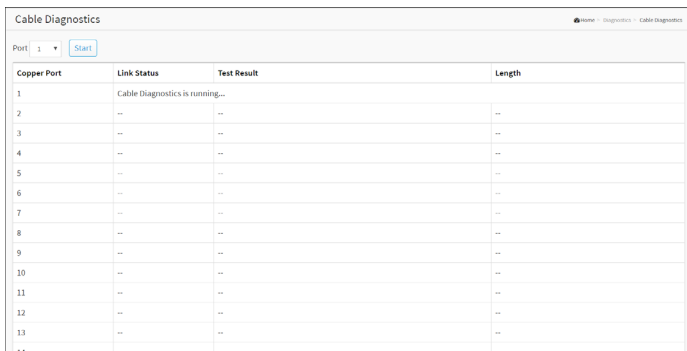 Cable Diagnostics
Home > Diagnostics > Cable Diagnostics
Port 1 Start
Copper Port Link Status Test Result Length
1 Cable Diagnostics is running...
2 -- -- --
3 -- -- --
4 -- -- --
5 -- -- --
6 -- -- --
7 -- -- --
8 -- -- --
9 -- -- --
10 -- -- --
11 -- -- --
12 -- -- --
13 -- -- --